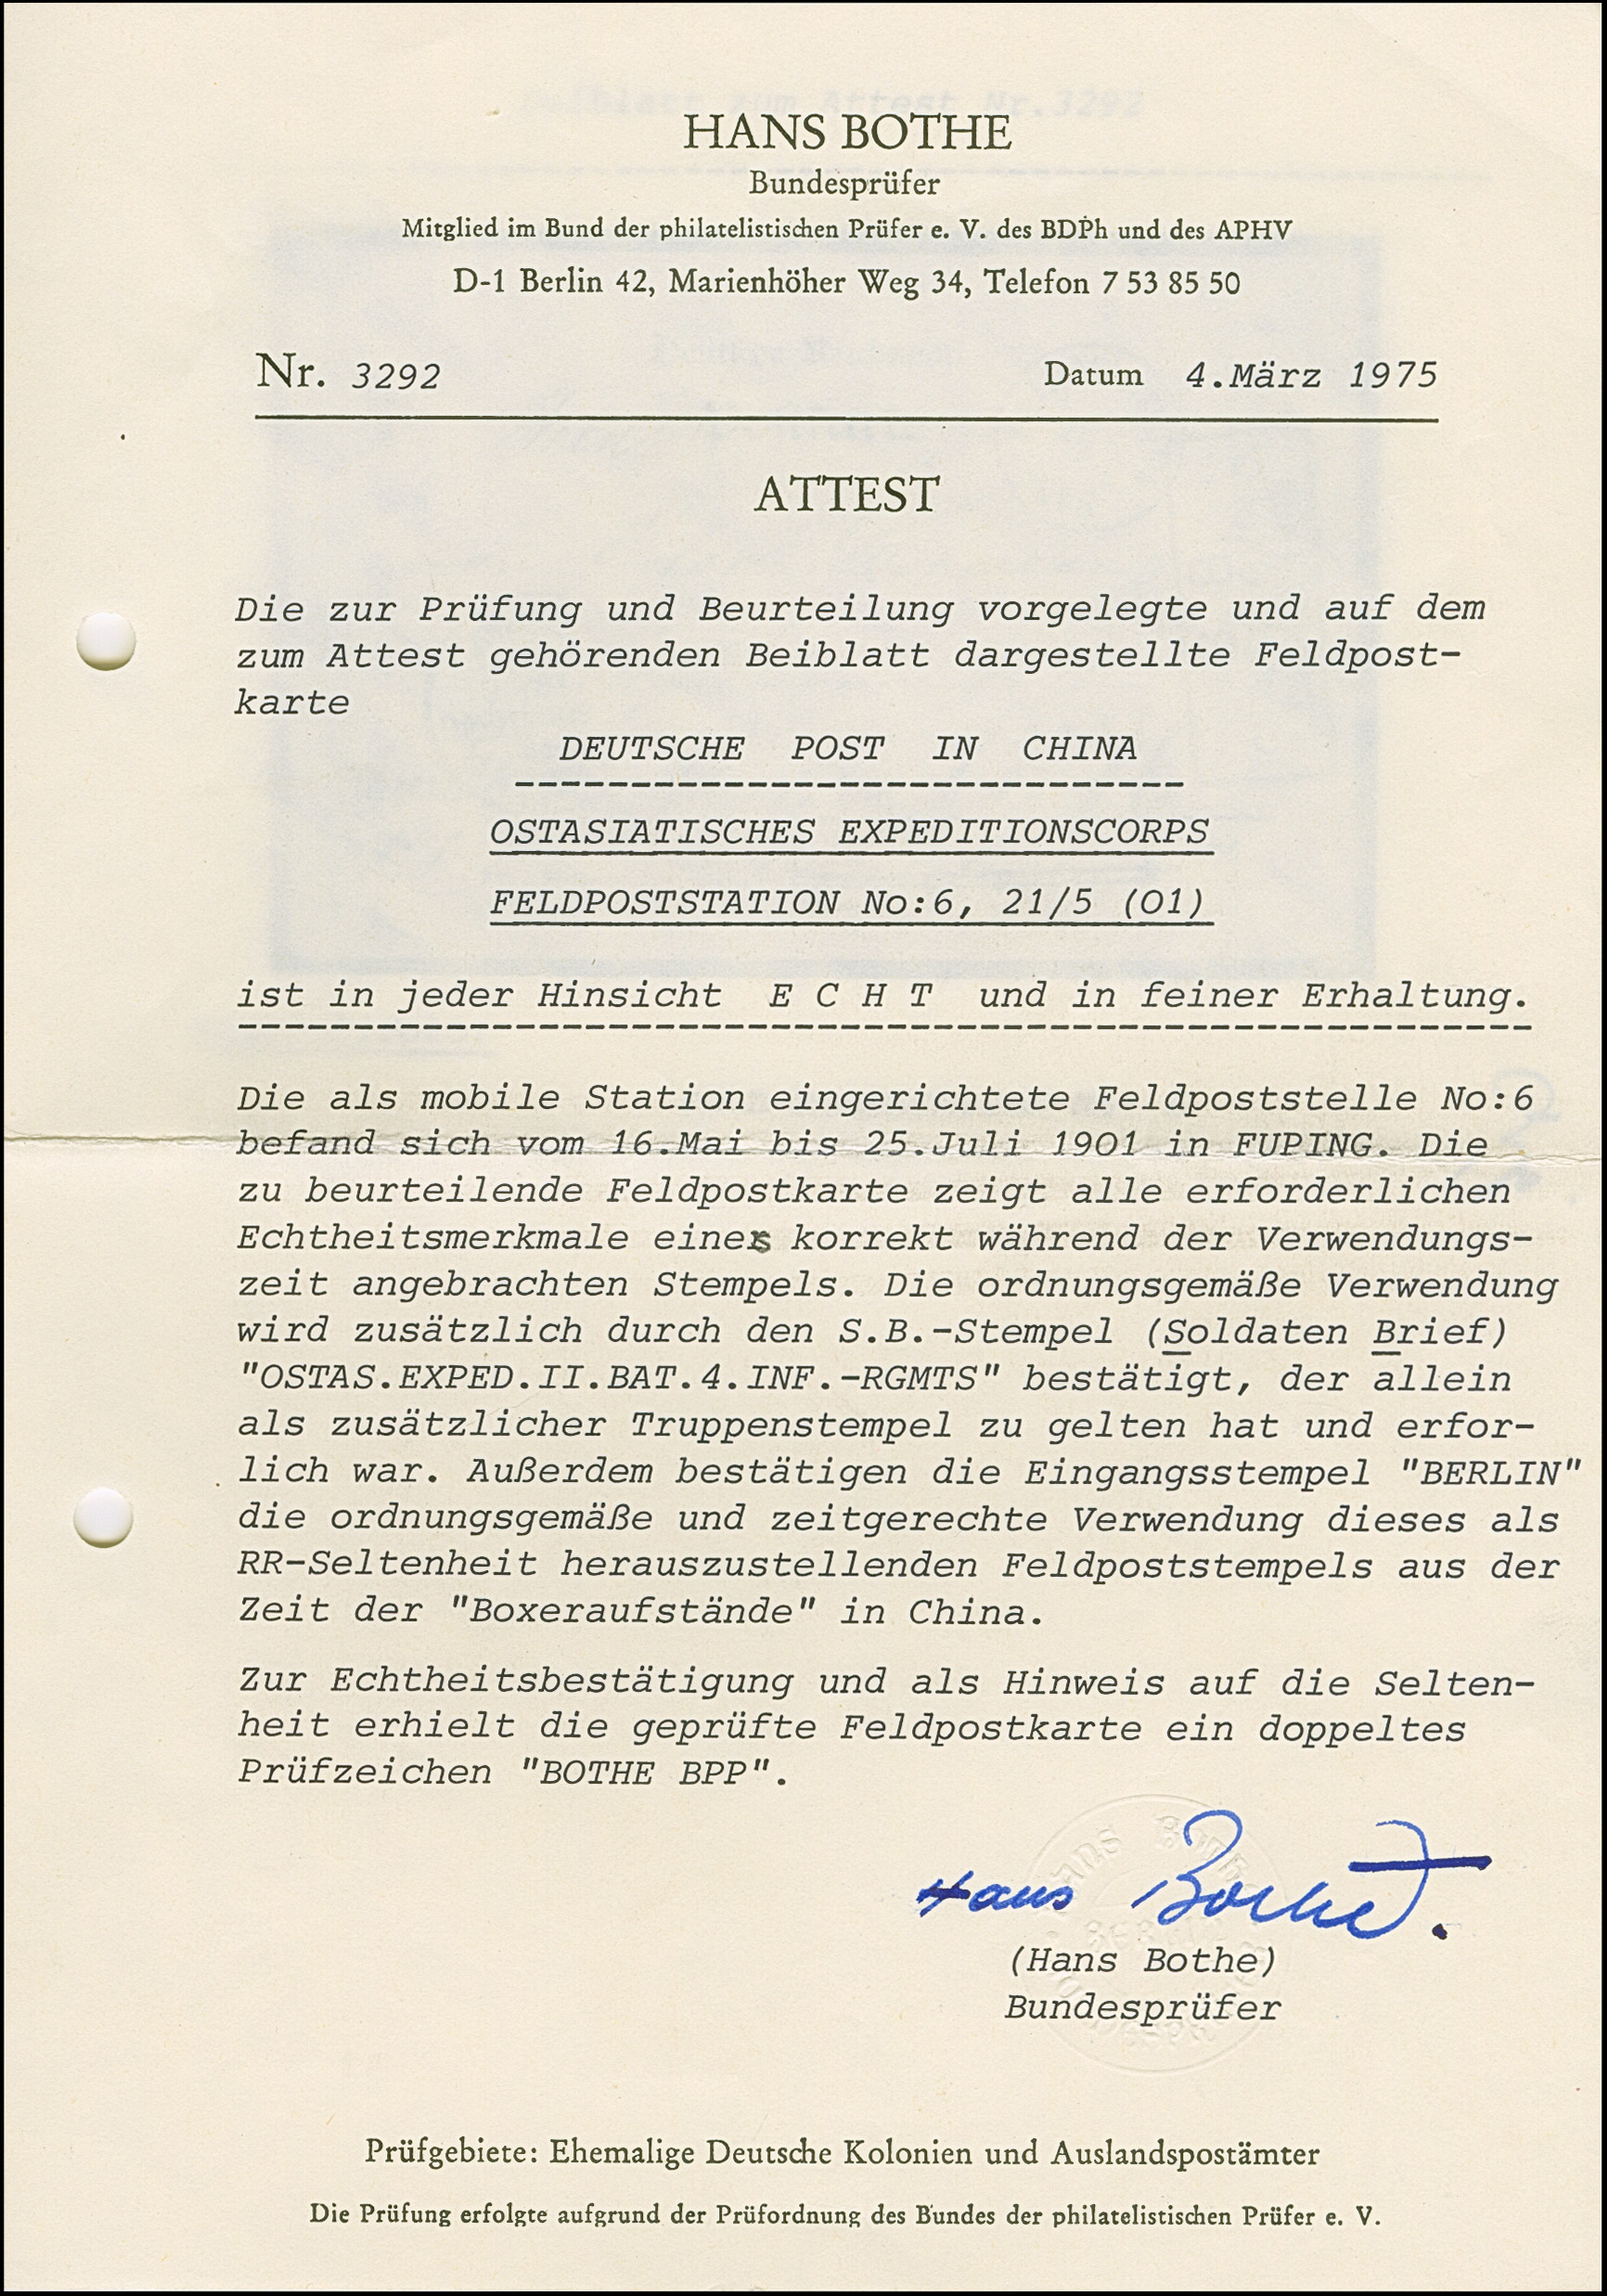 HANS BOTHE
Bundesprüfer
Mitglied im Bund der philatelistischen Prüfer e. V. des BDPh und des APHV
D-1 Berlin 42, Marienhöher Weg 34, Telefon 7 53 85 50
Nr. 3292 Datum 4.März 1975
ATTEST
Die zur Prüfung und Beurteilung vorgelegte und auf dem
zum Attest gehörenden Beiblatt dargestellte Feldpost-
karte
DEUTSCHE POST IN CHINA
OSTASIATISCHES EXPEDITIONSCORPS
FELDPOSTSTATION No:6, 21/5 (01)
ist in jeder Hinsicht E C H T und in feiner Erhaltung.
Die als mobile Station eingerichtete Feldpoststelle No:6
befand sich vom 16.Mai bis 25.Juli 1901 in FUPING. Die
zu beurteilende Feldpostkarte zeigt alle erforderlichen
Echtheitsmerkmale eines korrekt während der Verwendungs-
zeit angebrachten Stempels. Die ordnungsgemäße Verwendung
wird zusätzlich durch den S.B.-Stempel (Soldaten Brief)
"OSTAS.EXPED.II.BAT.4.INF.-RGMTS" bestätigt, der allein
als zusätzlicher Truppenstempel zu gelten hat und erfor-
lich war. Außerdem bestätigen die Eingangsstempel "BERLIN"
die ordnungsgemäße und zeitgerechte Verwendung dieses als
RR-Seltenheit herauszustellenden Feldpoststempels aus der
Zeit der "Boxeraufstände" in China.
Zur Echtheitsbestätigung und als Hinweis auf die Selten-
heit erhielt die geprüfte Feldpostkarte ein doppeltes
Prüfzeichen "BOTHE BPP".
Hans Bothe
(Hans Bothe)
Bundesprüfer
Prüfgebiete: Ehemalige Deutsche Kolonien und Auslandspostämter
Die Prüfung erfolgte aufgrund der Prüfordnung des Bundes der philatelistischen Prüfer e. V.